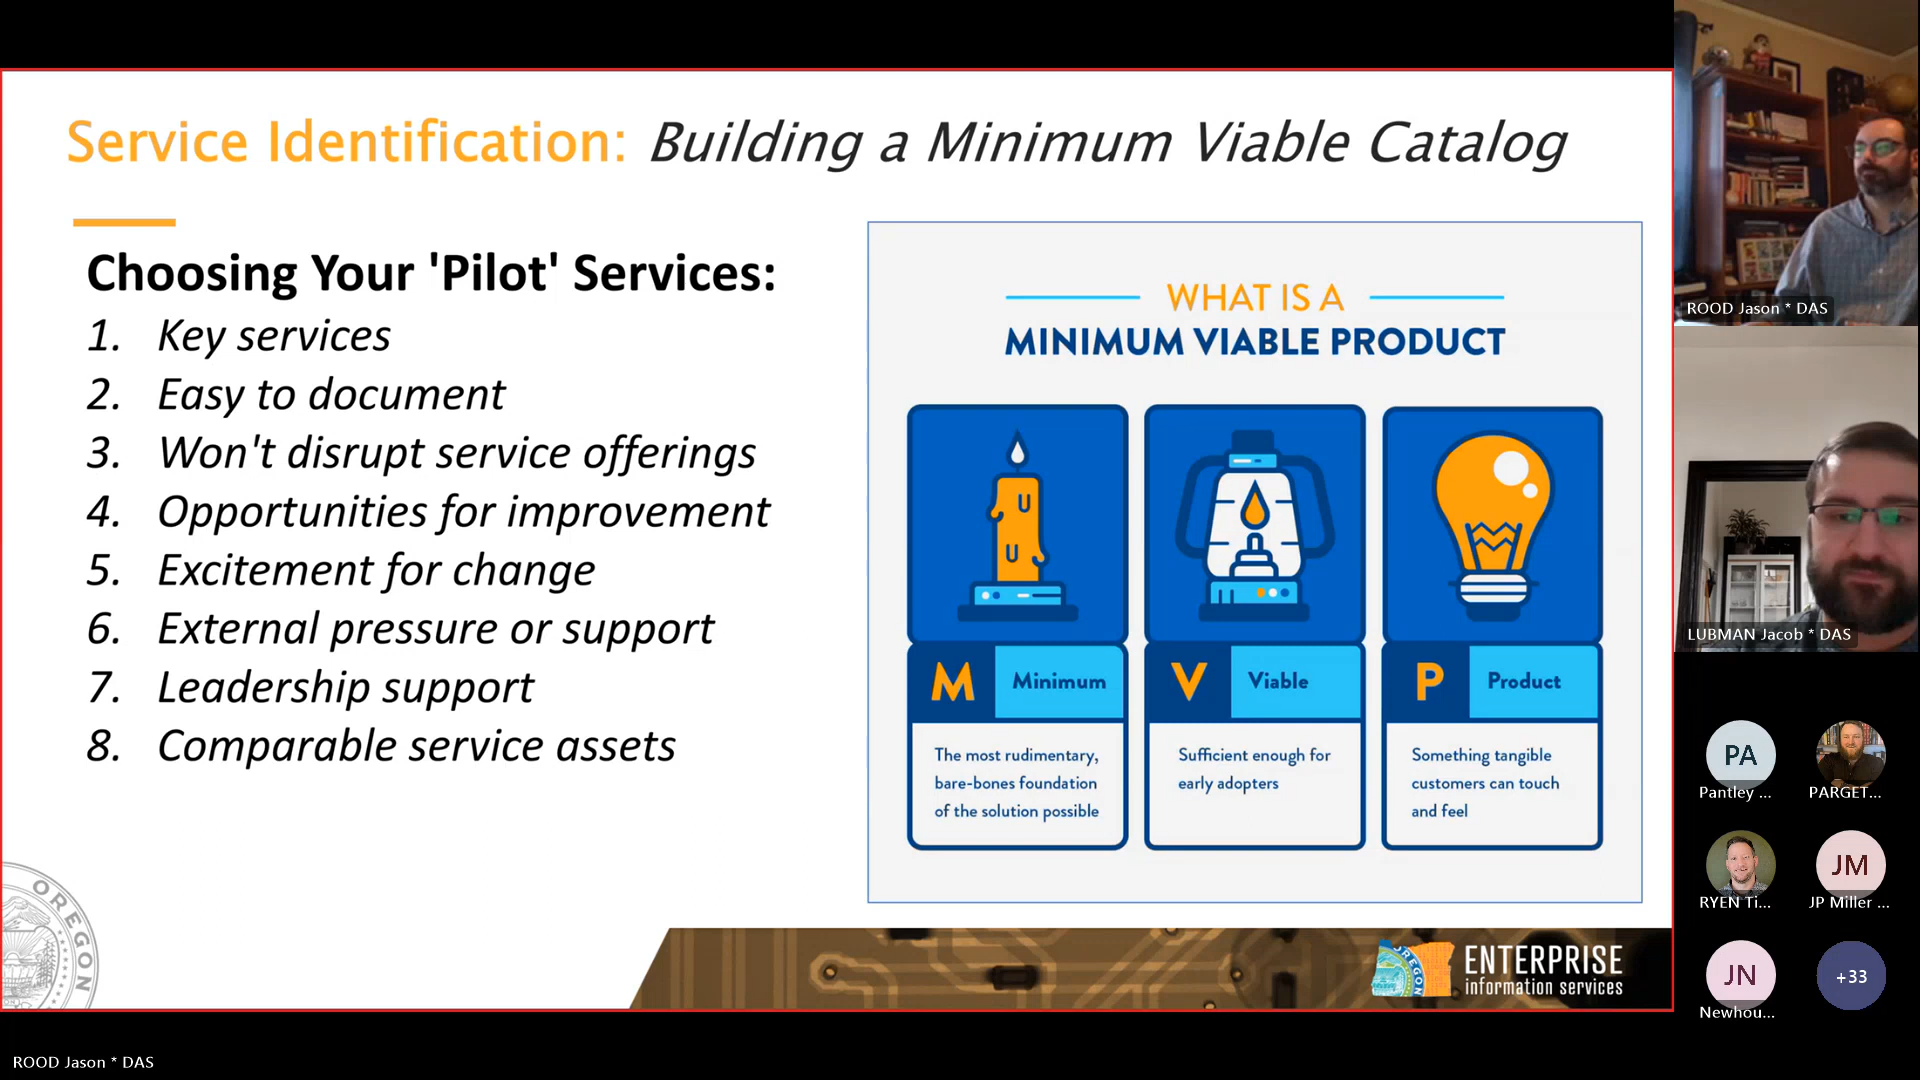 Service Identification: Building a Minimum Viable Catalog
Choosing Your 'Pilot' Services:
1. Key services
2. Easy to document
3. Won't disrupt service offerings
4. Opportunities for improvement
5. Excitement for change
6. External pressure or support
7. Leadership support
8. Comparable service assets
WHAT IS A
MINIMUM VIABLE PRODUCT
M Minimum
The most rudimentary,
bare-bones foundation
of the solution possible
V Viable
Sufficient enough for
early adopters
P Product
Something tangible
customers can touch
and feel
OREGON
OREGON
ENTERPRISE
information services
ROOD Jason * DAS
LUBMAN Jacob * DAS
PA
Pantley ...
PARGET...
RYEN Ti...
JM
JP Miller ...
JN
Newhou...
+33
ROOD Jason * DAS